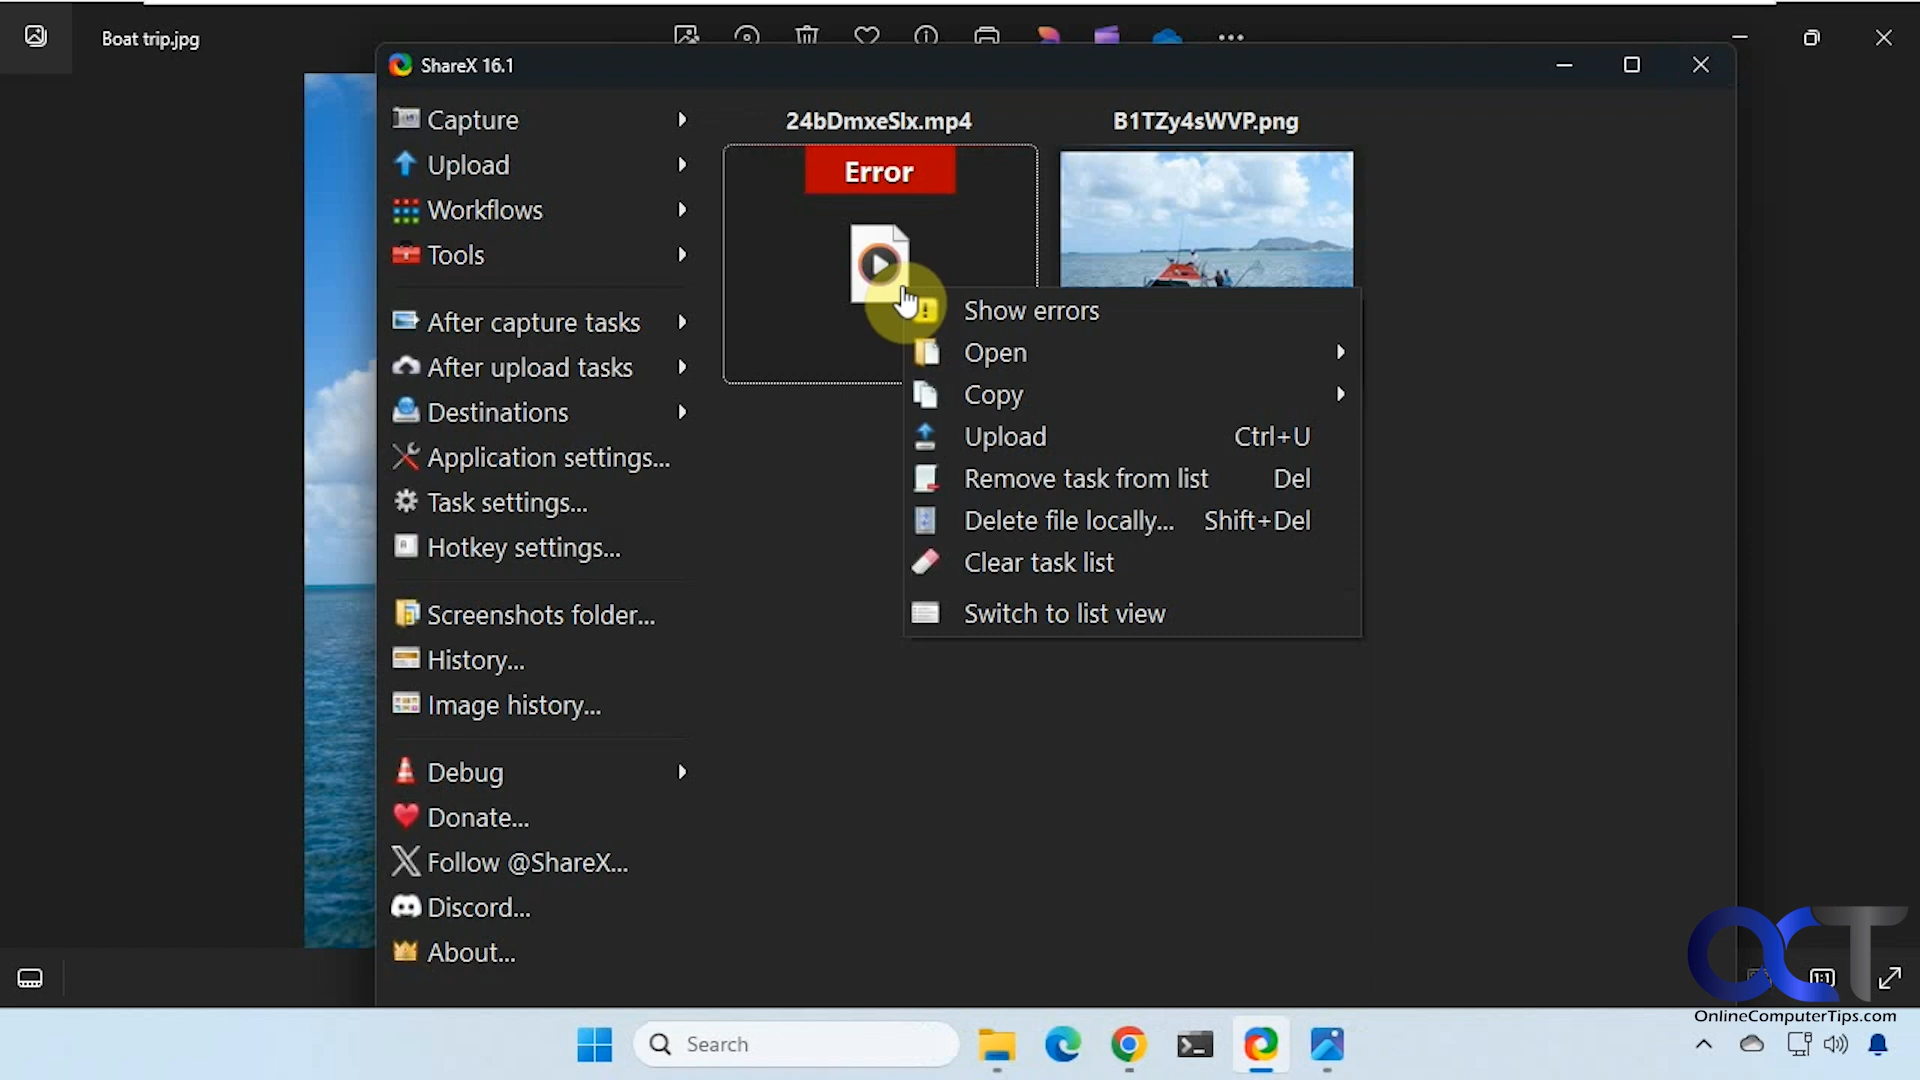 Boat trip.jpg
ShareX 16.1
Capture
Upload
Workflows
Tools
After capture tasks
After upload tasks
Destinations
Application settings...
Task settings...
Hotkey settings...
Screenshots folder...
History...
Image history...
Debug
Donate...
Follow @ShareX...
Discord...
About...
24bDmxeSlx.mp4
Error
B1TZy4sWVP.png
Show errors
Open
Copy
Upload Ctrl+U
Remove task from list Del
Delete file locally... Shift+Del
Clear task list
Switch to list view
1:1
OCT
OnlineComputerTips.com
Search